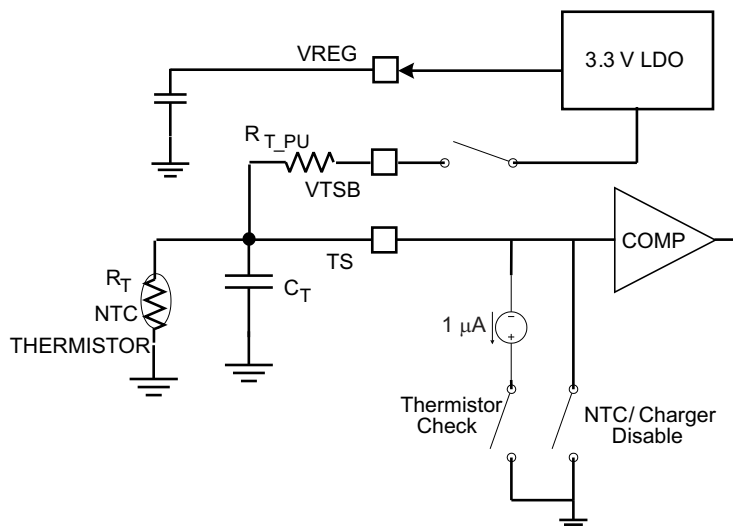 VREG
3.3 V LDO
R T_PU
VTSB
TS
COMP
RT
NTC
THERMISTOR
CT
1 μA
−
+
Thermistor
Check
NTC/ Charger
Disable